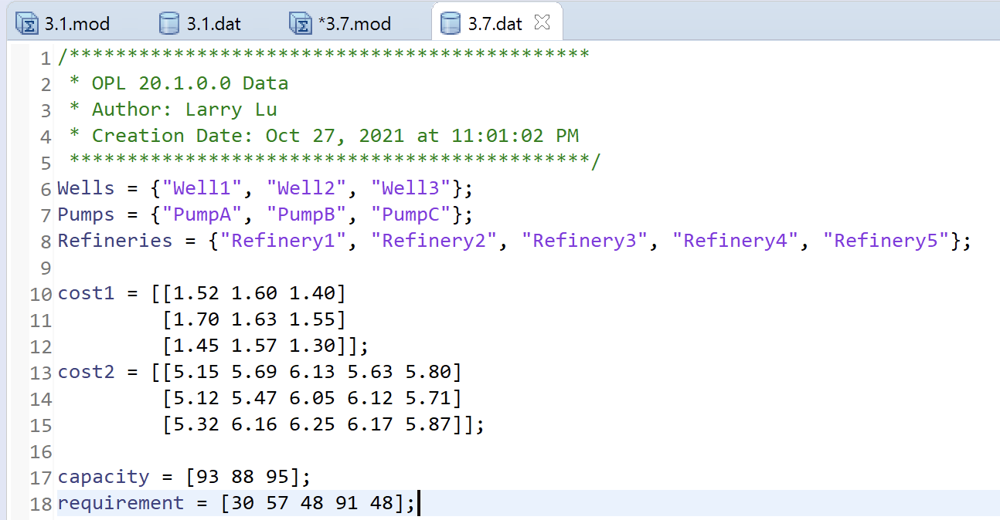 3.1.mod 3.1.dat *3.7.mod 3.7.dat
1 /*********************************************
2  * OPL 20.1.0.0 Data
3  * Author: Larry Lu
4  * Creation Date: Oct 27, 2021 at 11:01:02 PM
5  *********************************************/
6 Wells = {"Well1", "Well2", "Well3"};
7 Pumps = {"PumpA", "PumpB", "PumpC"};
8 Refineries = {"Refinery1", "Refinery2", "Refinery3", "Refinery4", "Refinery5"};
9
10 cost1 = [[1.52 1.60 1.40]
11          [1.70 1.63 1.55]
12          [1.45 1.57 1.30]];
13 cost2 = [[5.15 5.69 6.13 5.63 5.80]
14          [5.12 5.47 6.05 6.12 5.71]
15          [5.32 6.16 6.25 6.17 5.87]];
16
17 capacity = [93 88 95];
18 requirement = [30 57 48 91 48];